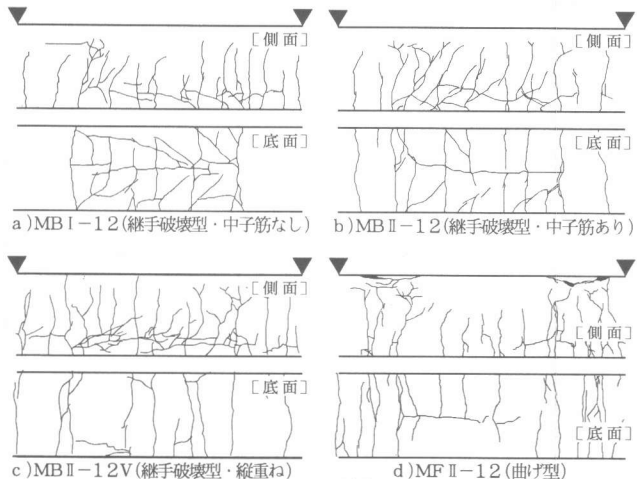 [側面]
[底面]
a)MBⅠ-12(継手破壊型・中子筋なし)
[側面]
[底面]
b)MBⅡ-12(継手破壊型・中子筋あり)
[側面]
[底面]
c)MBⅡ-12V(継手破壊型・縦重ね)
[側面]
[底面]
d)MFⅡ-12(曲げ型)